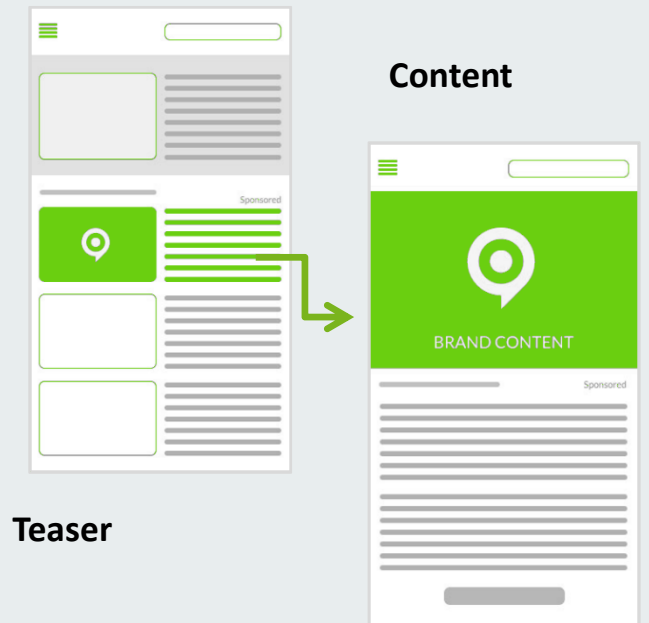 Content
Sponsored
BRAND CONTENT
Sponsored
Teaser